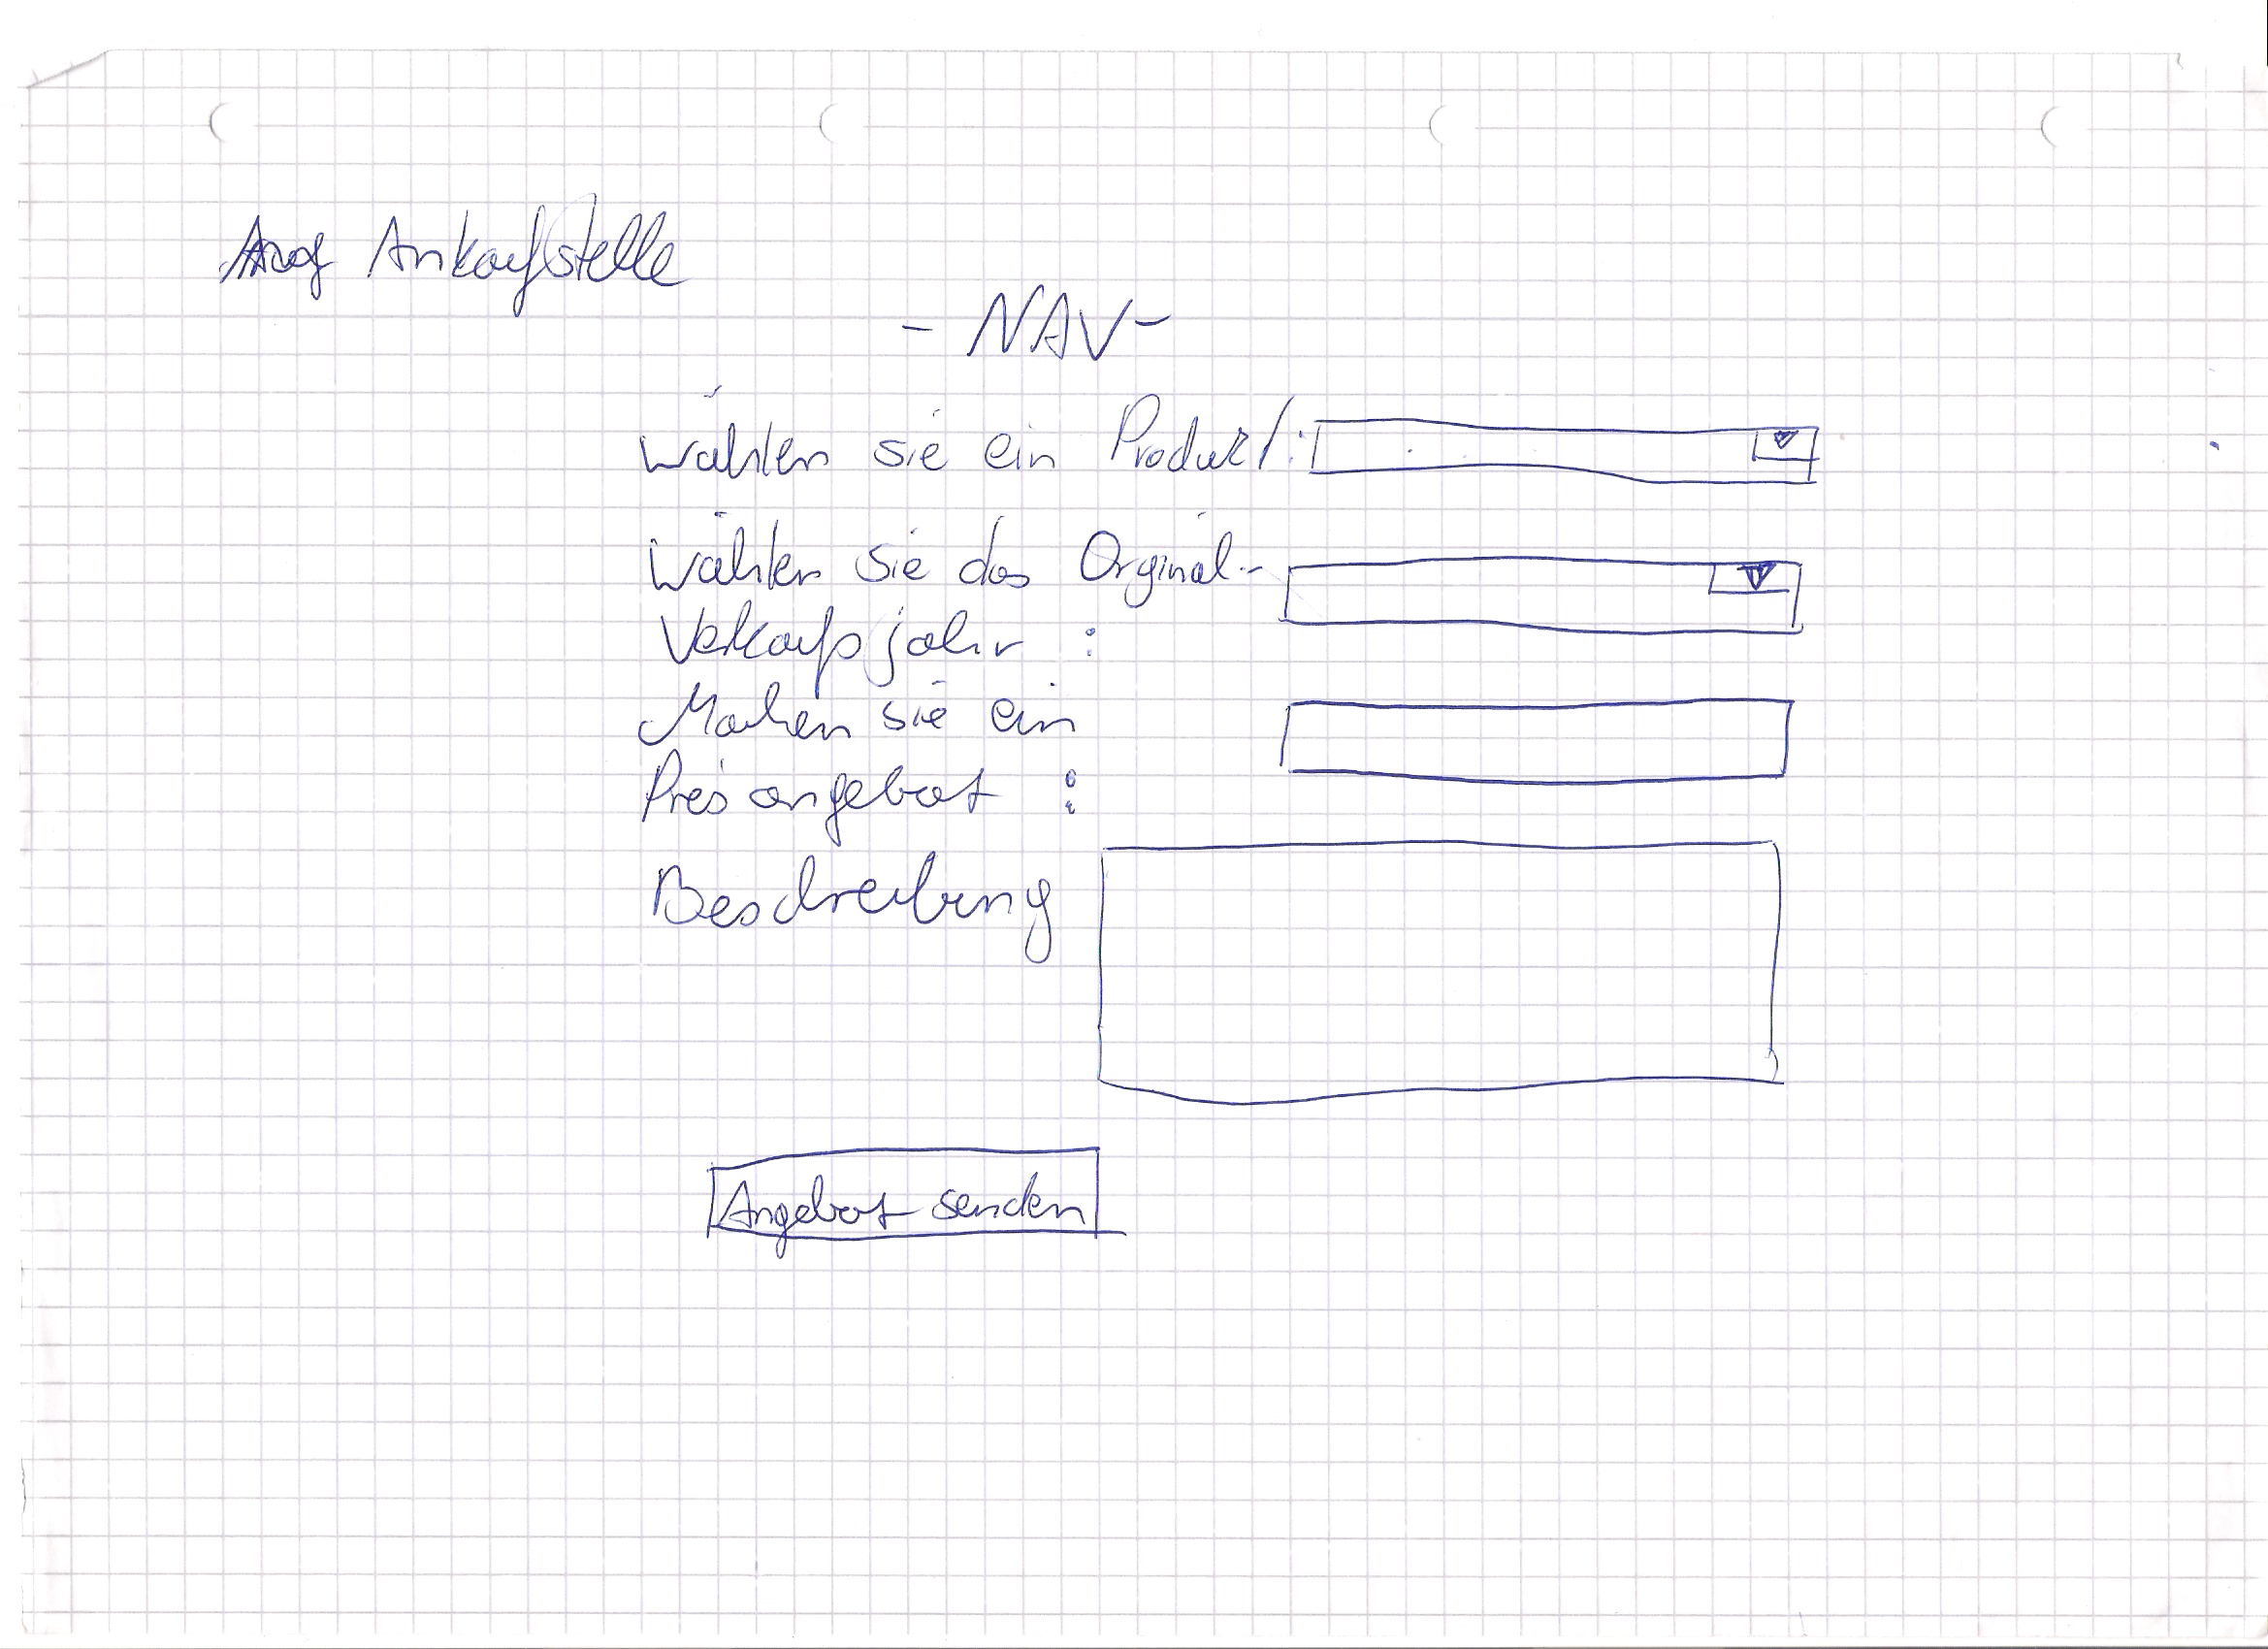 Ankaufstelle
- NAV -
Wählen sie ein Produkt:
Wählen sie das Orginal-
Verkaufsjahr :
Machen sie ein
Preisangebot :
Beschreibung
Angebot senden